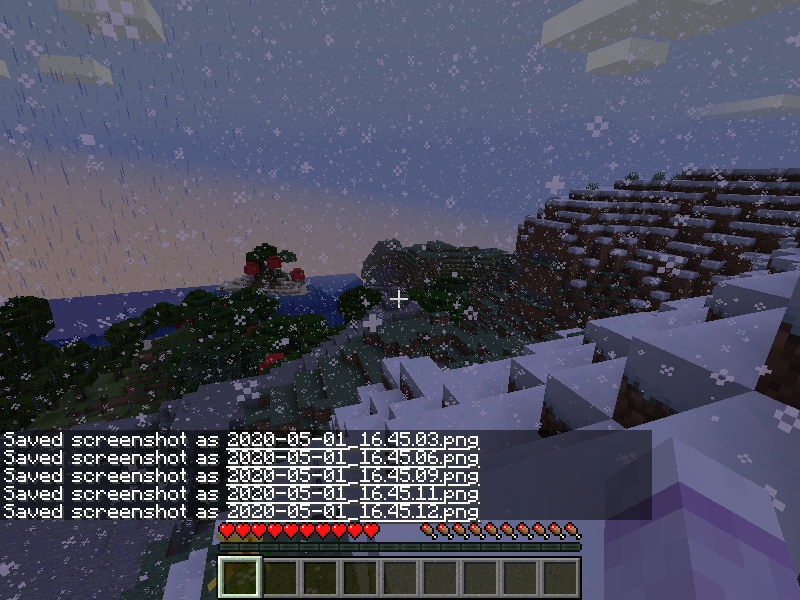 Saved screenshot as 2020-05-01_16.45.03.png
Saved screenshot as 2020-05-01_16.45.06.png
Saved screenshot as 2020-05-01_16.45.09.png
Saved screenshot as 2020-05-01_16.45.11.png
Saved screenshot as 2020-05-01_16.45.12.png